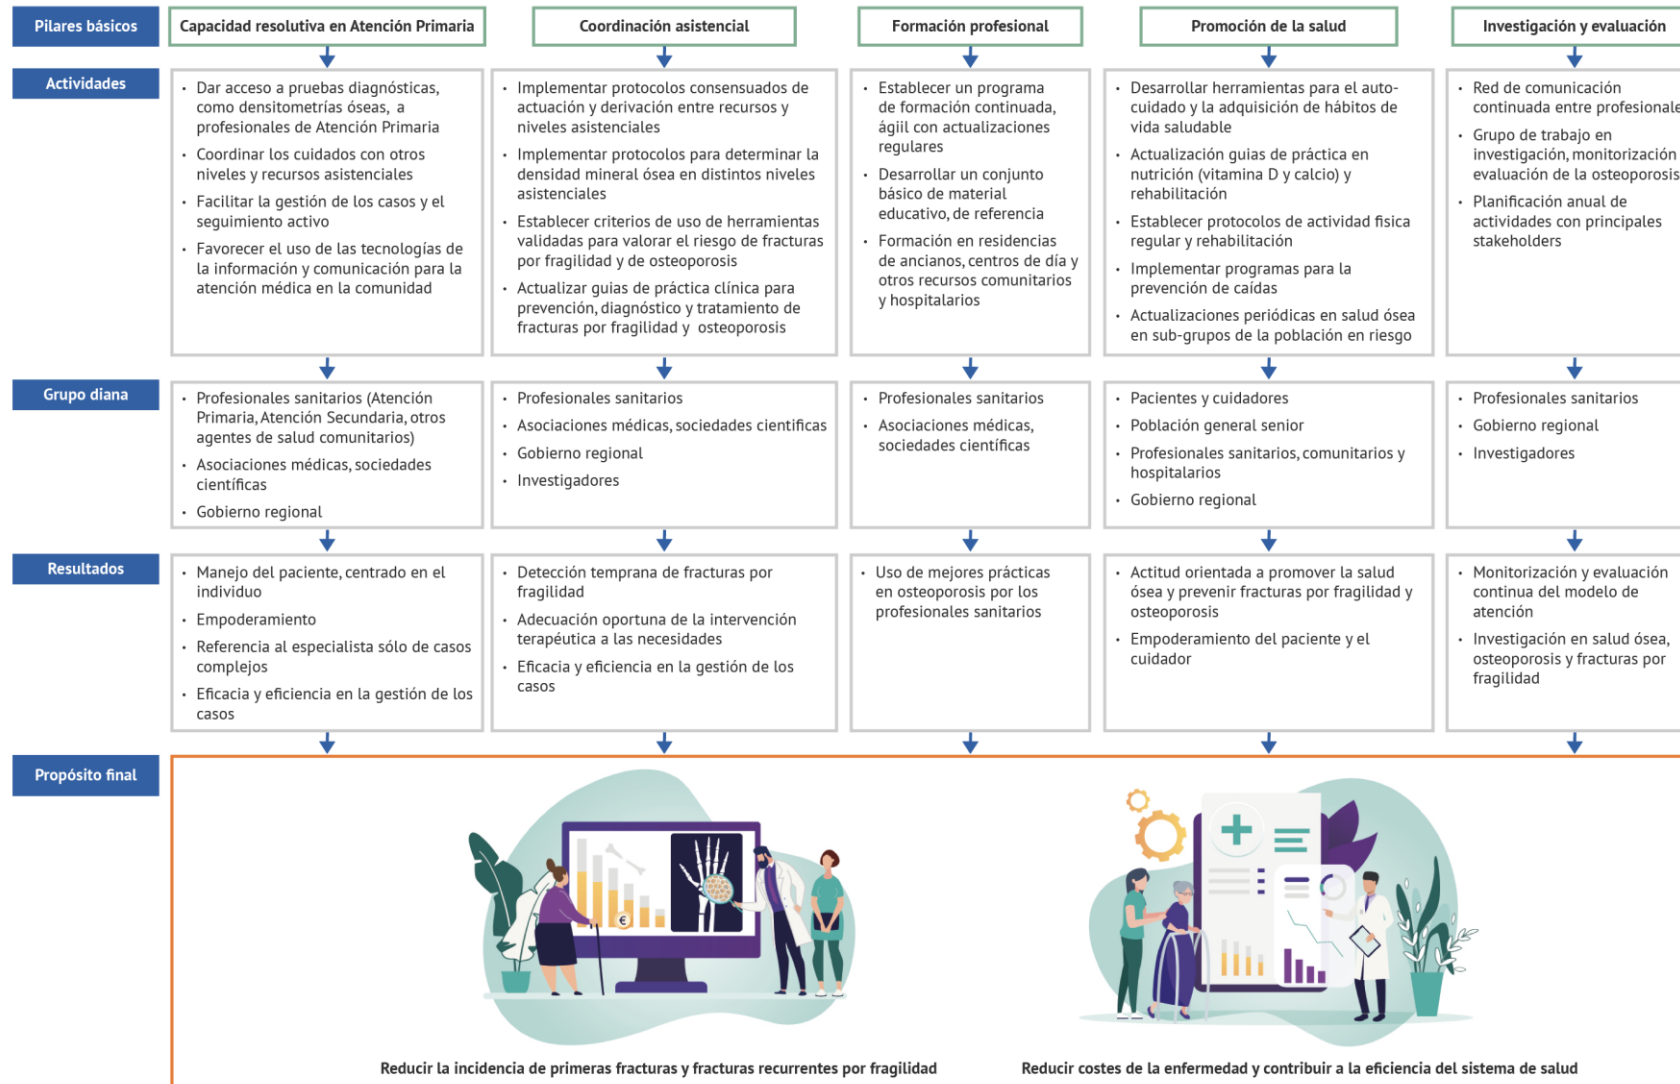 Pilares básicos
Capacidad resolutiva en Atención Primaria
Coordinación asistencial
Formación profesional
Promoción de la salud
Investigación y evaluación
Actividades
• Dar acceso a pruebas diagnósticas,
como densitometrías óseas, a
profesionales de Atención Primaria
• Coordinar los cuidados con otros
niveles y recursos asistenciales
• Facilitar la gestión de los casos y el
seguimiento activo
• Favorecer el uso de las tecnologías de
la información y comunicación para la
atención médica en la comunidad
• Implementar protocolos consensuados de
actuación y derivación entre recursos y
niveles asistenciales
• Implementar protocolos para determinar la
densidad mineral ósea en distintos niveles
asistenciales
• Establecer criterios de uso de herramientas
validadas para valorar el riesgo de fracturas
por fragilidad y de osteoporosis
• Actualizar guias de práctica clínica para
prevención, diagnóstico y tratamiento de
fracturas por fragilidad y osteoporosis
• Establecer un programa
de formación continuada,
ágiil con actualizaciones
regulares
• Desarrollar un conjunto
básico de material
educativo, de referencia
• Formación en residencias
de ancianos, centros de día y
otros recursos comunitarios
y hospitalarios
• Desarrollar herramientas para el auto-
cuidado y la adquisición de hábitos de
vida saludable
• Actualización guias de práctica en
nutrición (vitamina D y calcio) y
rehabilitación
• Establecer protocolos de actividad fisica
regular y rehabilitación
• Implementar programas para la
prevención de caídas
• Actualizaciones periódicas en salud ósea
en sub-grupos de la población en riesgo
• Red de comunicación
continuada entre profesionale
• Grupo de trabajo en
investigación, monitorización
evaluación de la osteoporosis
• Planificación anual de
actividades con principales
stakeholders
Grupo diana
• Profesionales sanitarios (Atención
Primaria, Atención Secundaria, otros
agentes de salud comunitarios)
• Asociaciones médicas, sociedades
científicas
• Gobierno regional
• Profesionales sanitarios
• Asociaciones médicas, sociedades cientificas
• Gobierno regional
• Investigadores
• Profesionales sanitarios
• Asociaciones médicas,
sociedades científicas
• Pacientes y cuidadores
• Población general senior
• Profesionales sanitarios, comunitarios y
hospitalarios
• Gobierno regional
• Profesionales sanitarios
• Gobierno regional
• Investigadores
Resultados
• Manejo del paciente, centrado en el
individuo
• Empoderamiento
• Referencia al especialista sólo de casos
complejos
• Eficacia y eficiencia en la gestión de los
casos
• Detección temprana de fracturas por
fragilidad
• Adecuación oportuna de la intervención
terapéutica a las necesidades
• Eficacia y eficiencia en la gestión de los
casos
• Uso de mejores prácticas
en osteoporosis por los
profesionales sanitarios
• Actitud orientada a promover la salud
ósea y prevenir fracturas por fragilidad y
osteoporosis
• Empoderamiento del paciente y el
cuidador
• Monitorización y evaluación
continua del modelo de
atención
• Investigación en salud ósea,
osteoporosis y fracturas por
fragilidad
Propósito final
€
Reducir la incidencia de primeras fracturas y fracturas recurrentes por fragilidad
Reducir costes de la enfermedad y contribuir a la eficiencia del sistema de salud